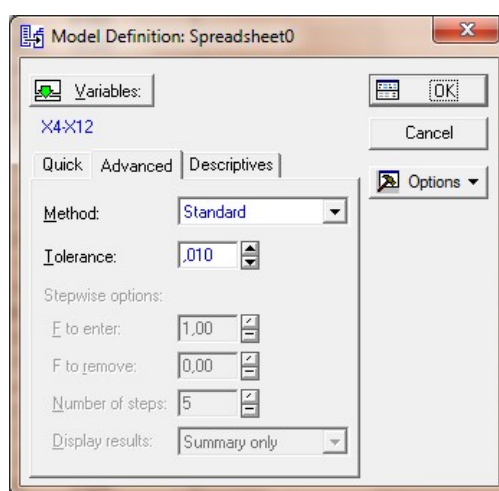 Model Definition: Spreadsheet0
x
Variables:
OK
X4-X12
Cancel
Quick Advanced Descriptives
Options
Method: Standard
Tolerance: ,010
Stepwise options:
F to enter: 1,00
F to remove: 0,00
Number of steps: 5
Display results: Summary only